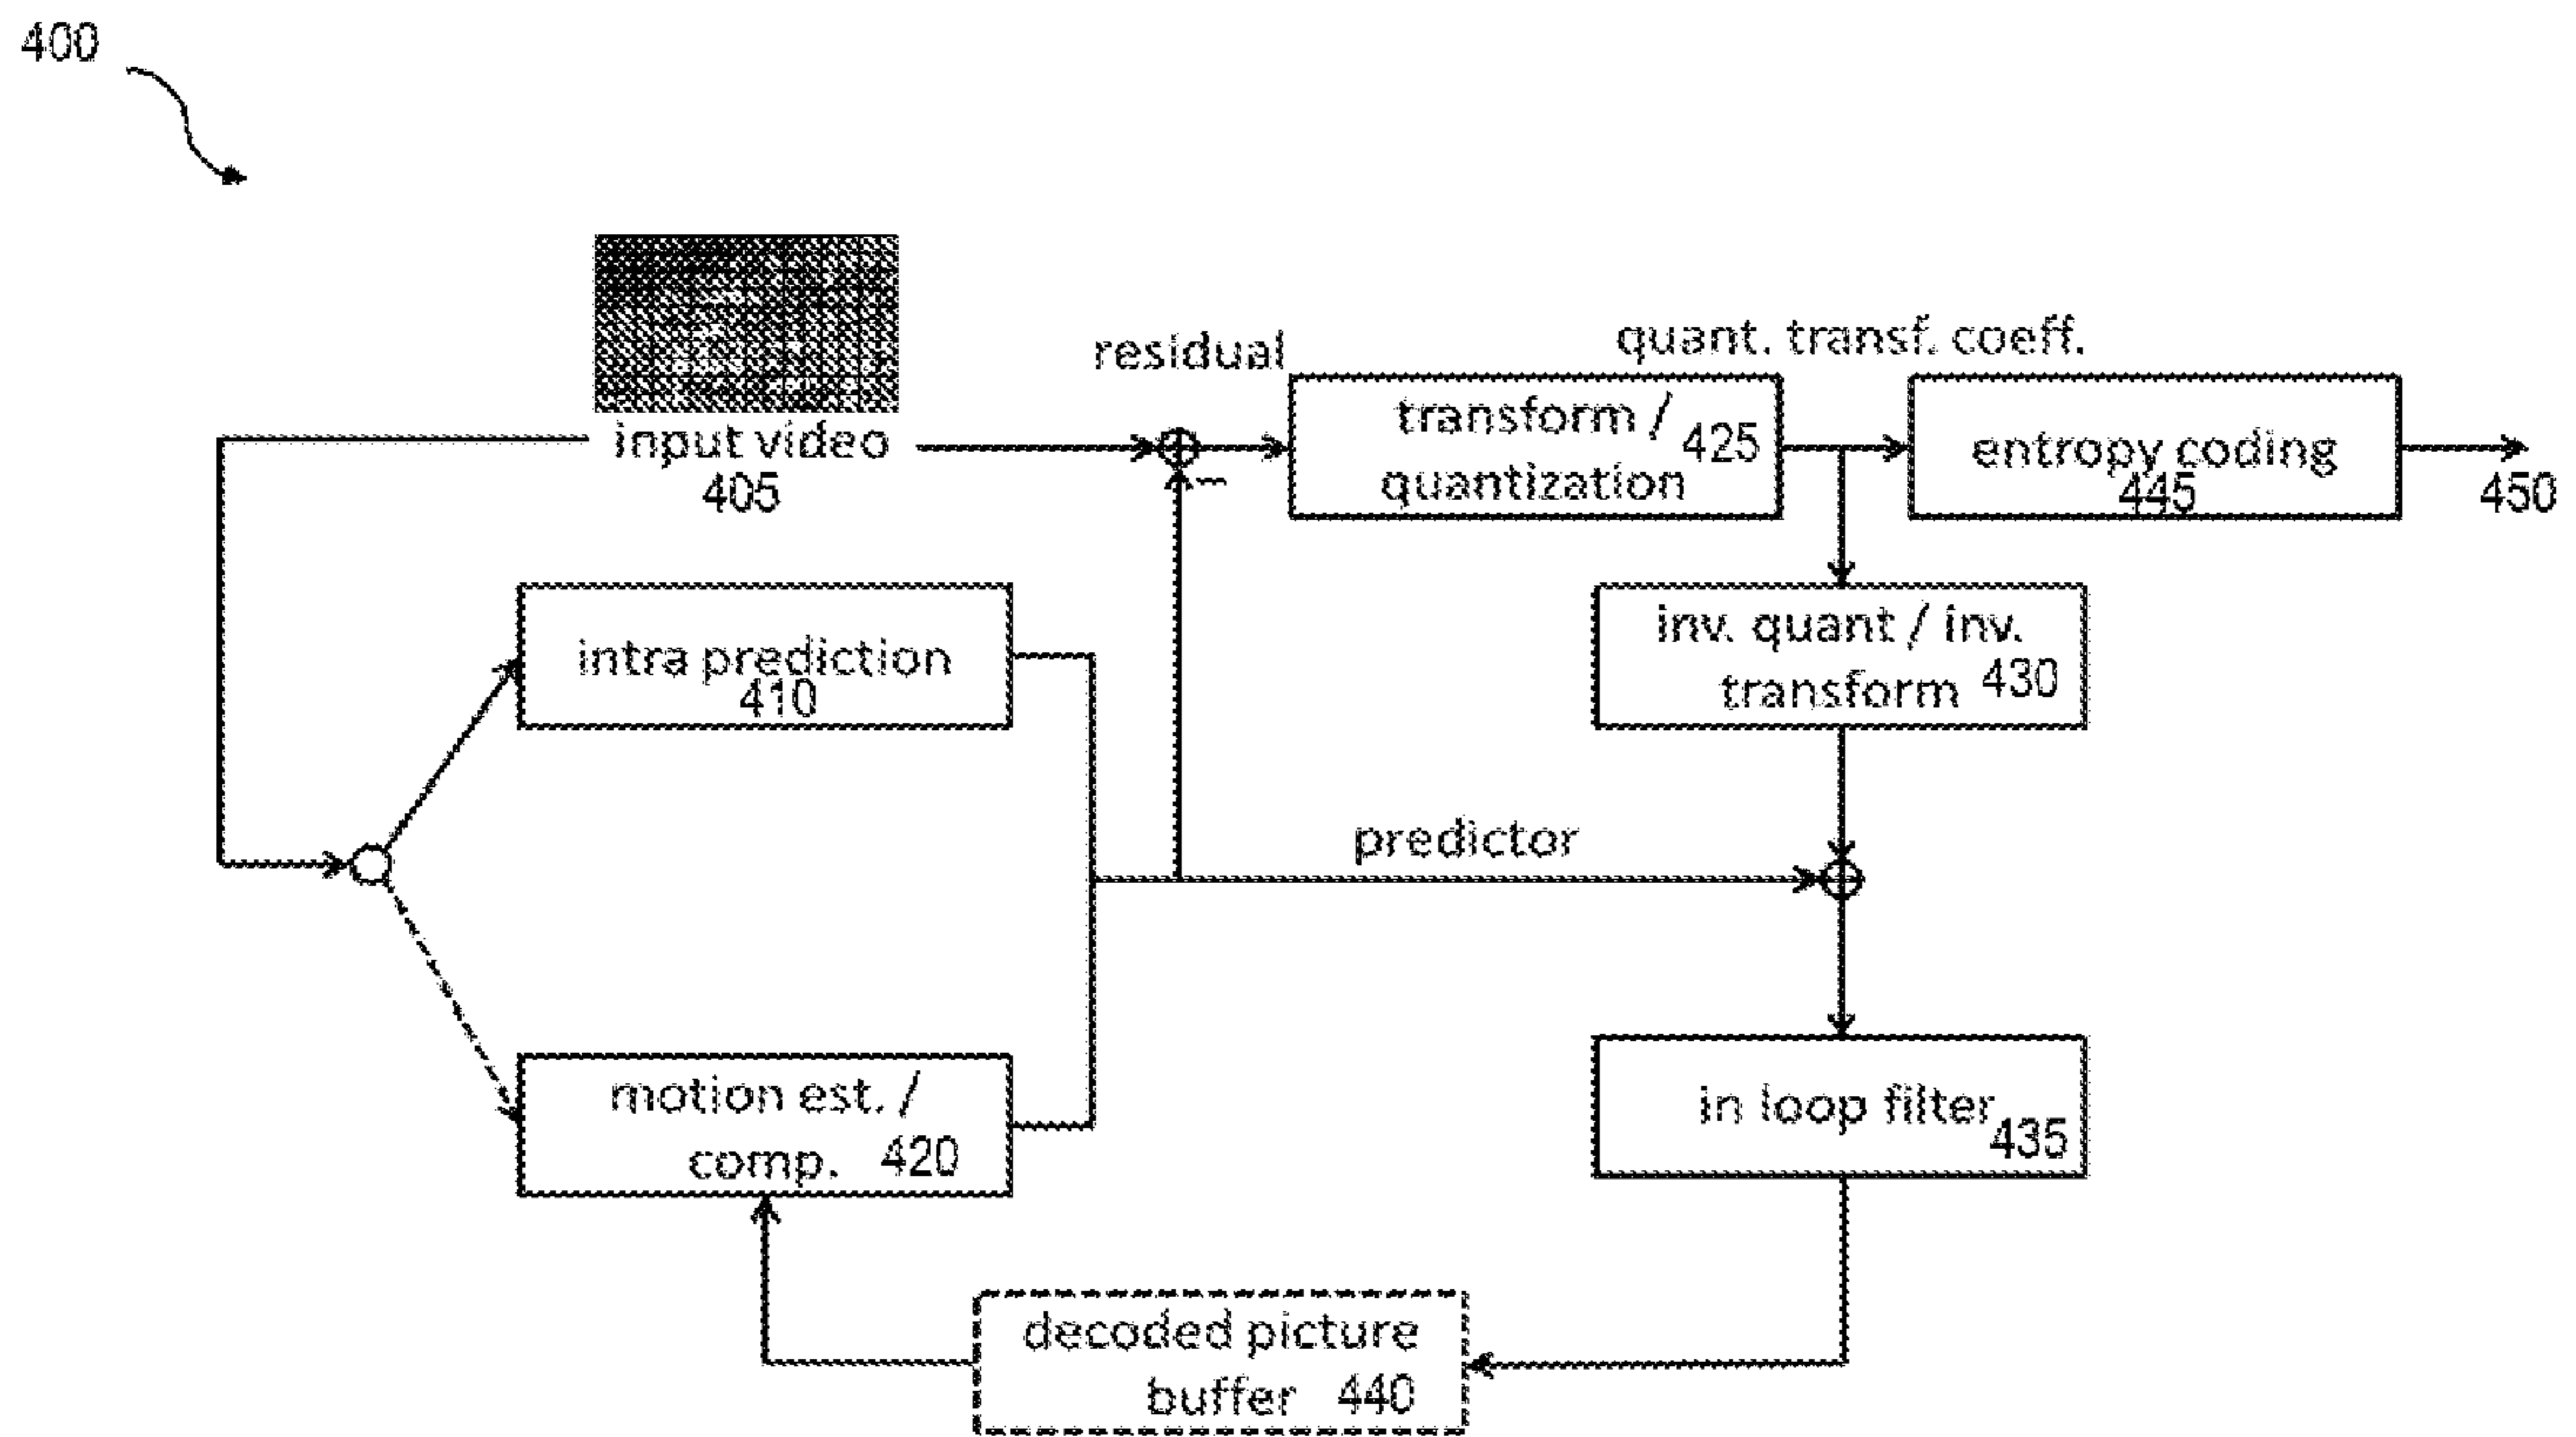 400
residual
quant. transf. coeff.
input video
405
transform /
quantization
425
entropy coding
445
450
intra prediction
410
inv. quant / inv.
transform 430
predictor
motion est. /
comp. 420
in loop filter
435
decoded picture
buffer 440